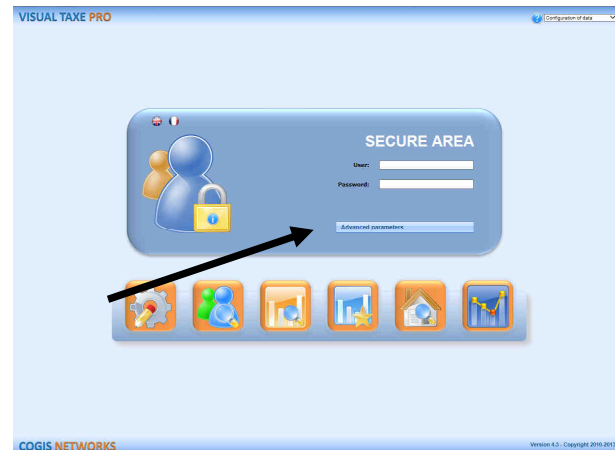 VISUAL TAXE PRO
Configuration of data
SECURE AREA
User:
Password:
Advanced parameters
COGIS NETWORKS
Version 4.3 - Copyright 2010-2013